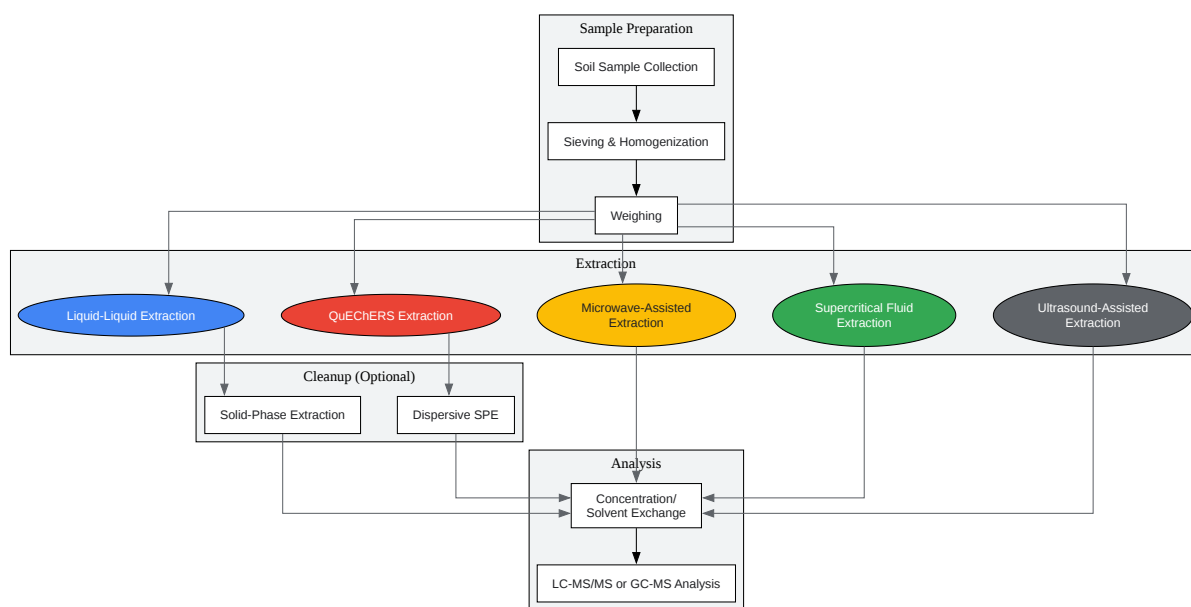 Sample Preparation
Soil Sample Collection
Sieving & Homogenization
Weighing
Extraction
Liquid-Liquid Extraction
QuEChERS Extraction
Microwave-Assisted
Extraction
Supercritical Fluid
Extraction
Ultrasound-Assisted
Extraction
Cleanup (Optional)
Solid-Phase Extraction
Dispersive SPE
Analysis
Concentration/
Solvent Exchange
LC-MS/MS or GC-MS Analysis